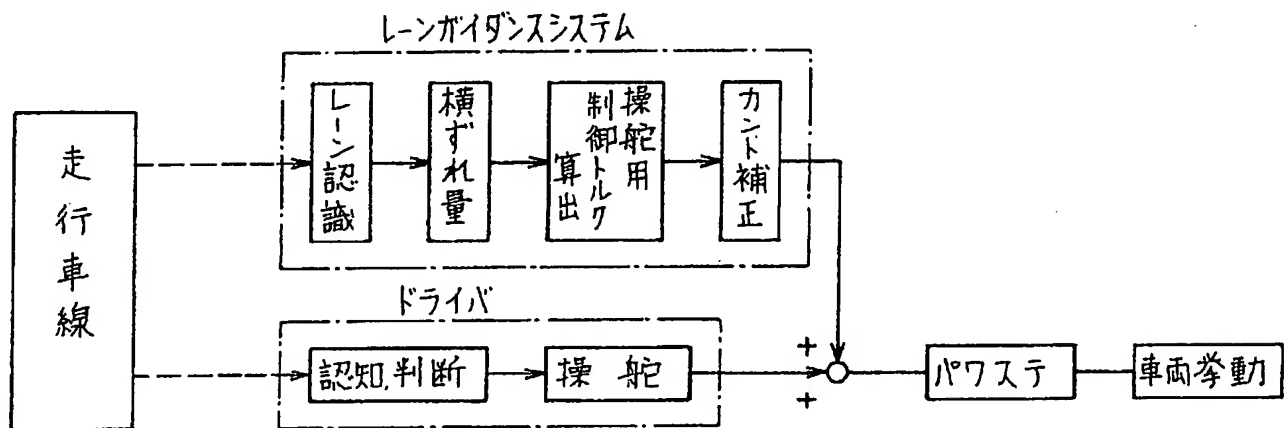 レーンガイダンスシステム
走行車線
レーン認識
横ずれ量
操舵用
制御トルク
算出
カント補正
ドライバ
認知,判断
操舵
+
+
パワステ
車両挙動